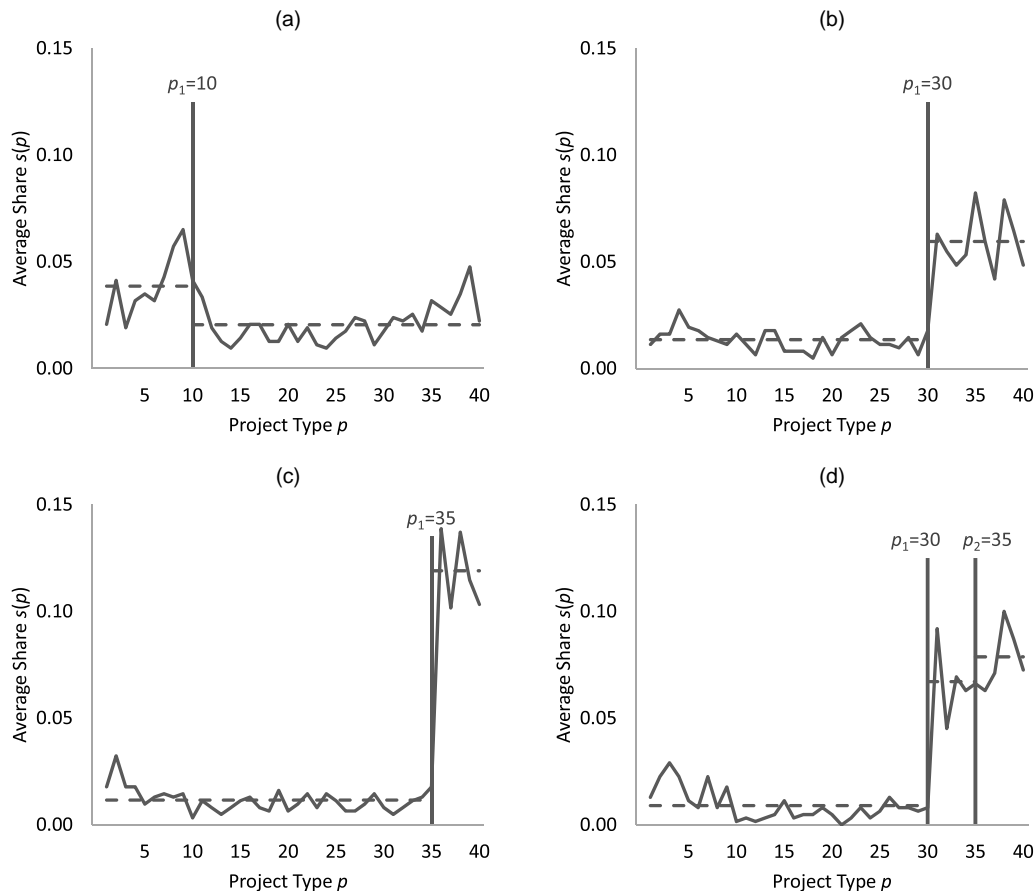 (a)
0.15
p1=10
0.10
0.05
0.00
Average Share s(p)
5 10 15 20 25 30 35 40
Project Type p
(b)
0.15
p1=30
0.10
0.05
0.00
Average Share s(p)
5 10 15 20 25 30 35 40
Project Type p
(c)
0.15
p1=35
0.10
0.05
0.00
Average Share s(p)
5 10 15 20 25 30 35 40
Project Type p
(d)
0.15
p1=30 p2=35
0.10
0.05
0.00
Average Share s(p)
5 10 15 20 25 30 35 40
Project Type p